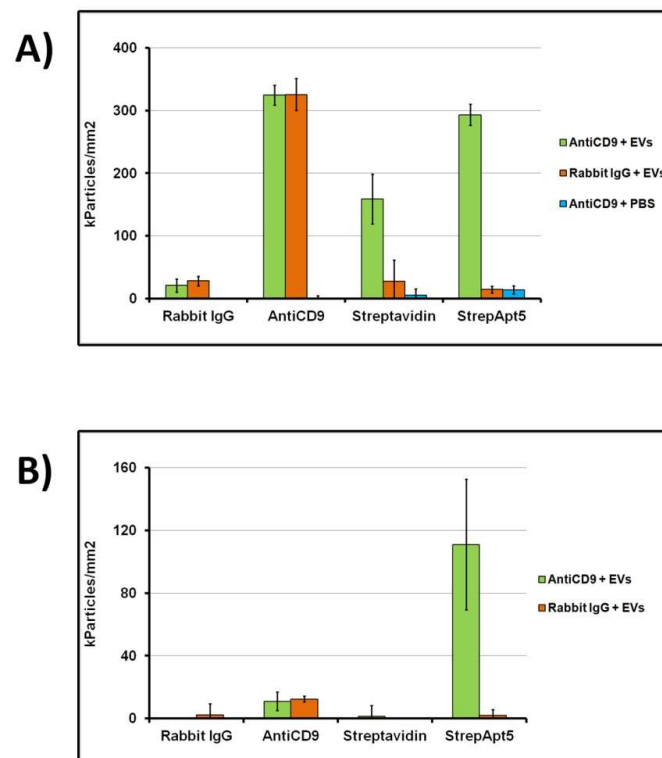 A)
400
300
200
100
0
kParticles/mm2
Rabbit IgG
AntiCD9
Streptavidin
StrepApt5
AntiCD9 + EVs
Rabbit IgG + EVs
AntiCD9 + PBS
B)
160
120
80
40
0
kParticles/mm2
Rabbit IgG
AntiCD9
Streptavidin
StrepApt5
AntiCD9 + EVs
Rabbit IgG + EVs